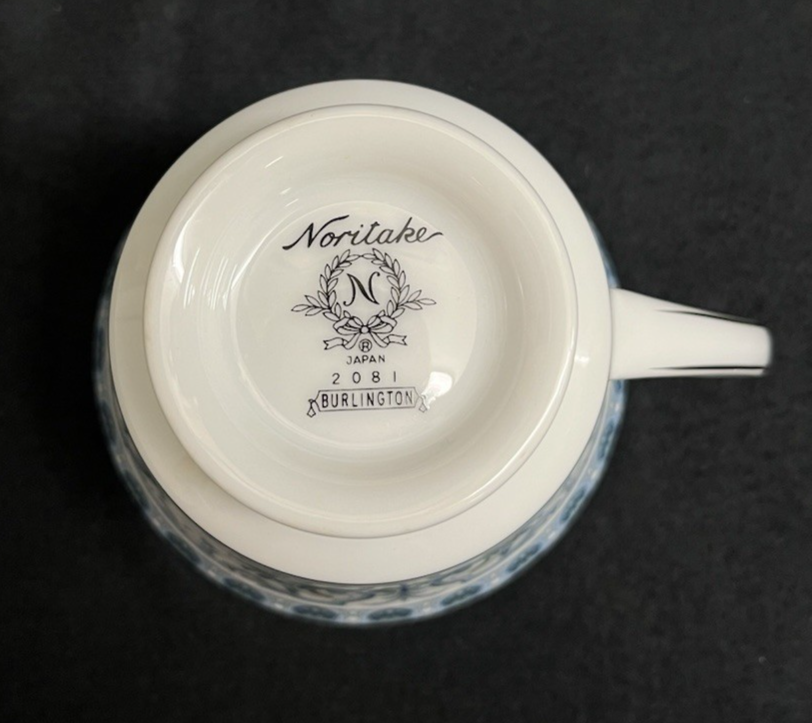 Noritake
N
®
JAPAN
2081
BURLINGTON